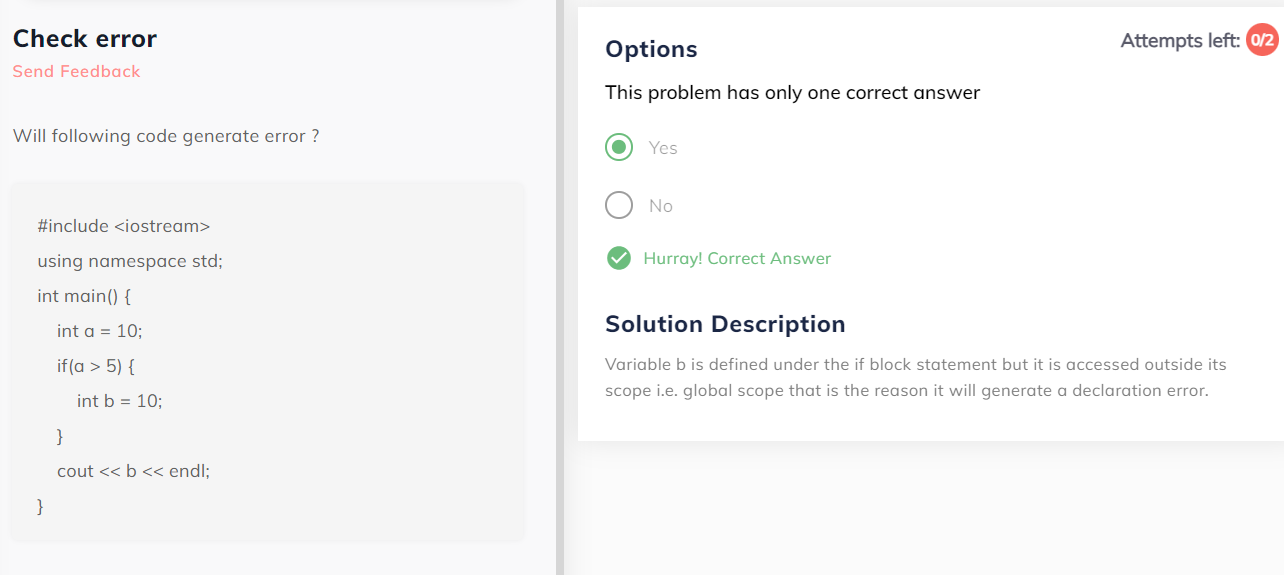 Check error
Send Feedback
Will following code generate error ?
#include <iostream>
using namespace std;
int main() {
int a = 10;
if(a > 5) {
int b = 10;
}
cout << b << endl;
}
Options
Attempts left: 0/2
This problem has only one correct answer
Yes
No
Hurray! Correct Answer
Solution Description
Variable b is defined under the if block statement but it is accessed outside its
scope i.e. global scope that is the reason it will generate a declaration error.